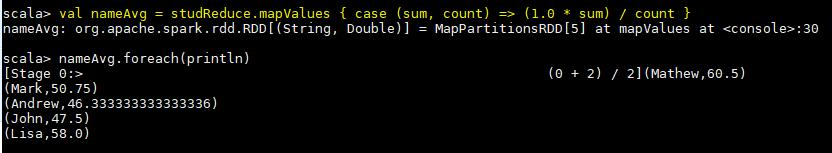 scala> val nameAvg = studReduce.mapValues { case (sum, count) => (1.0 * sum) / count }
nameAvg: org.apache.spark.rdd.RDD[(String, Double)] = MapPartitionsRDD[5] at mapValues at <console>:30
scala> nameAvg.foreach(println)
[Stage 0:> (0 + 2) / 2](Mathew,60.5)
(Mark,50.75)
(Andrew,46.333333333333336)
(John,47.5)
(Lisa,58.0)